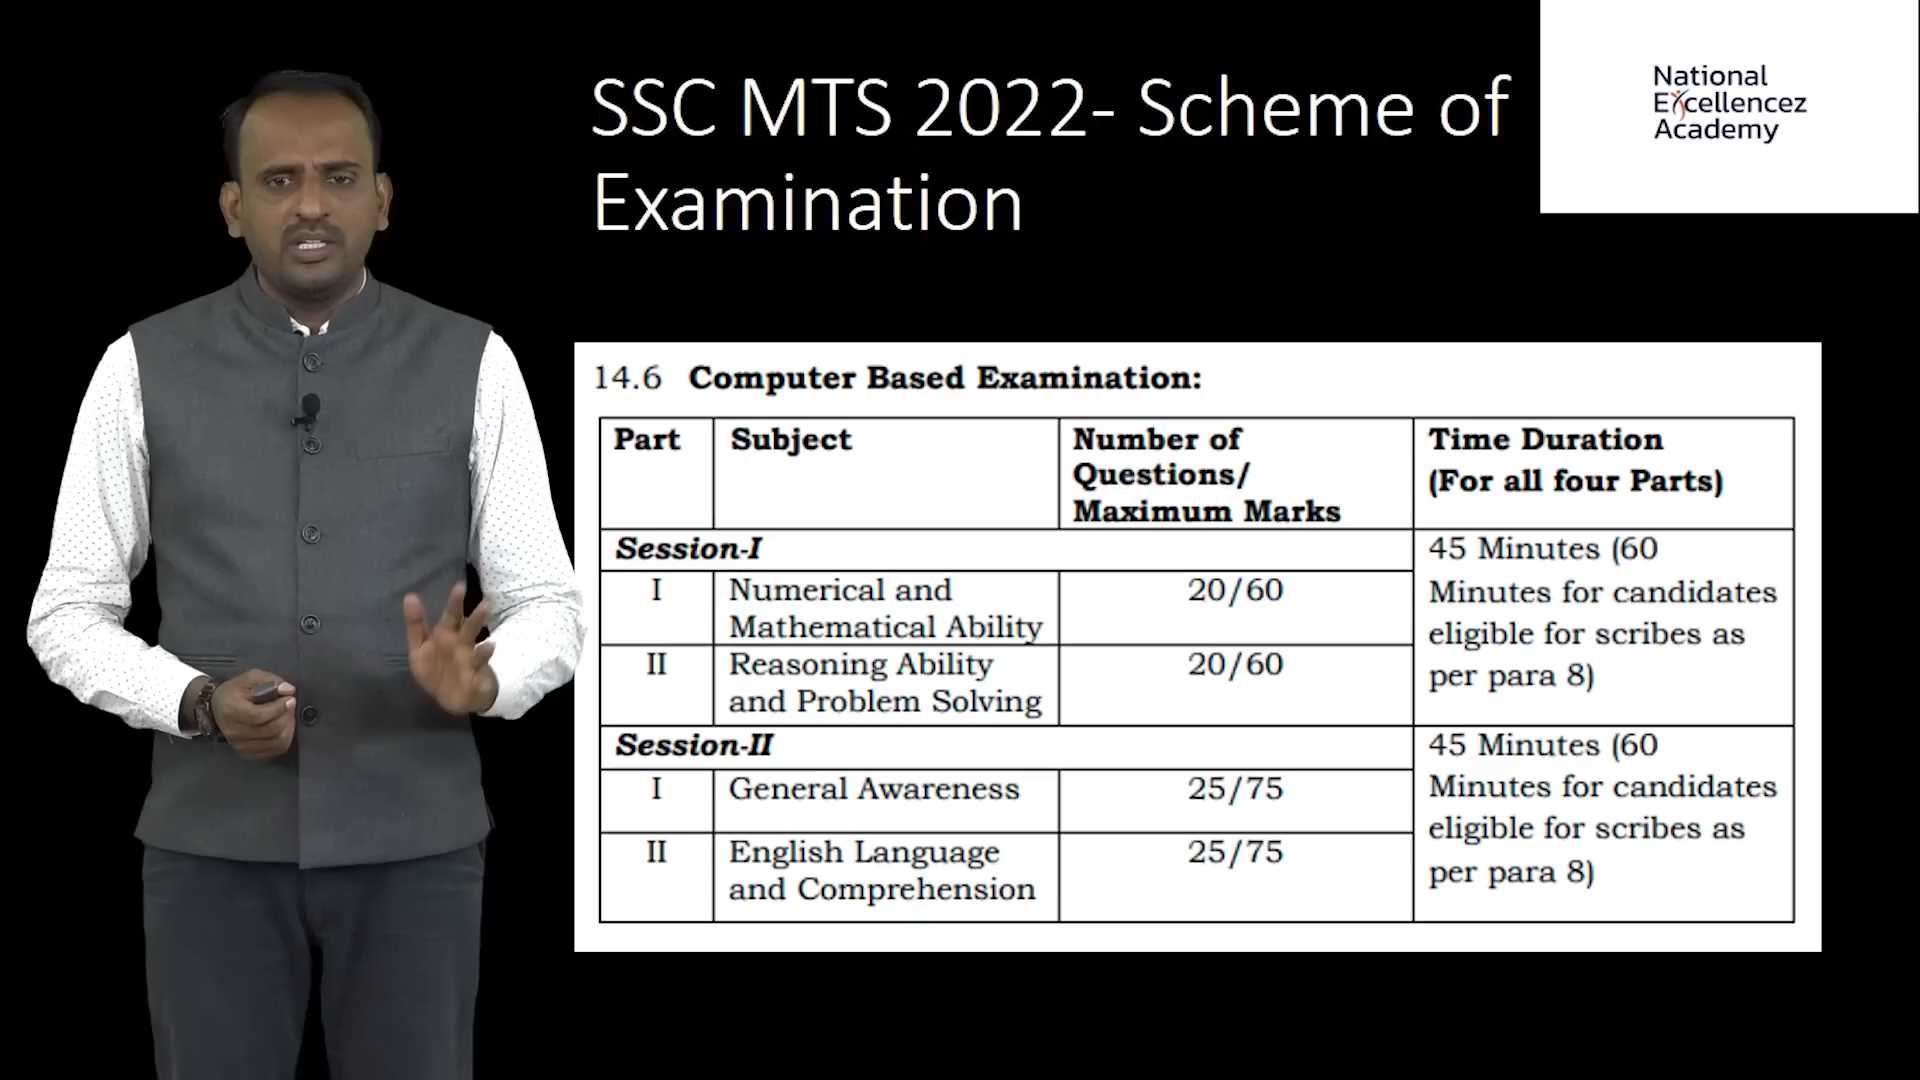 SSC MTS 2022- Scheme of
Examination
National
Excellencez
Academy
14.6 Computer Based Examination:
Part Subject Number of Questions/ Maximum Marks Time Duration (For all four Parts)
Session-I
45 Minutes (60
Minutes for candidates
eligible for scribes as
per para 8)
I Numerical and
Mathematical Ability
20/60
II Reasoning Ability
and Problem Solving
20/60
Session-II
45 Minutes (60
Minutes for candidates
eligible for scribes as
per para 8)
I General Awareness 25/75
II English Language
and Comprehension
25/75